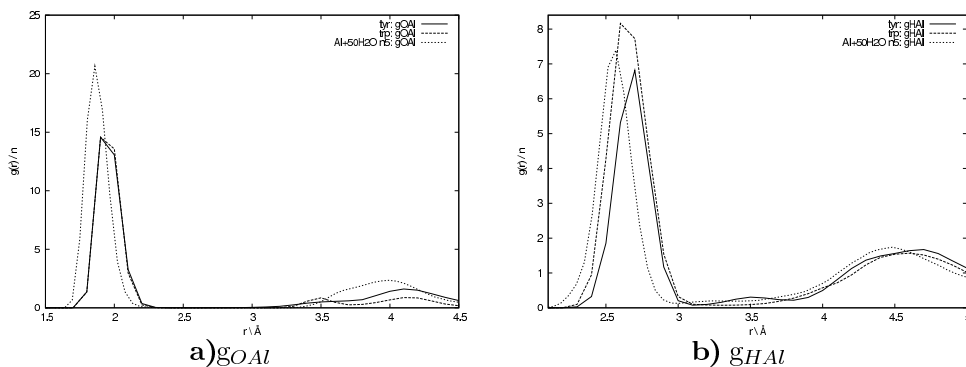 25
20
15
10
5
0
g(r) / n
1.5 2 2.5 3 3.5 4 4.5
r \ Å
tyr: gOAl
trp: gOAl
Al+50H2O n5: gOAl
a)gOAl
8
7
6
5
4
3
2
1
0
g(r) / n
2.5 3 3.5 4 4.5 5
r \ Å
tyr: gHAl
trp: gHAl
Al+50H2O n5: gHAl
b) gHAl